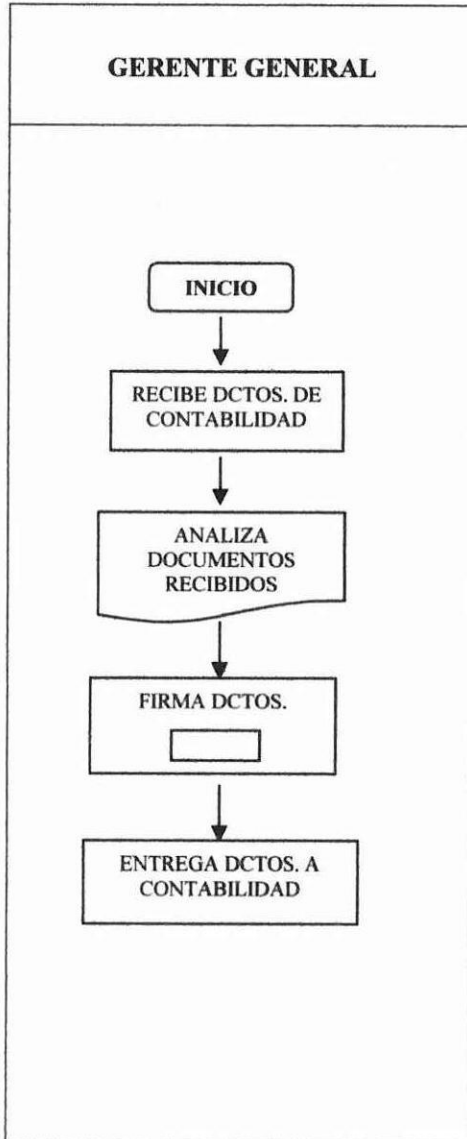 GERENTE GENERAL
INICIO
RECIBE DCTOS. DE
CONTABILIDAD
ANALIZA
DOCUMENTOS
RECIBIDOS
FIRMA DCTOS.
ENTREGA DCTOS. A
CONTABILIDAD